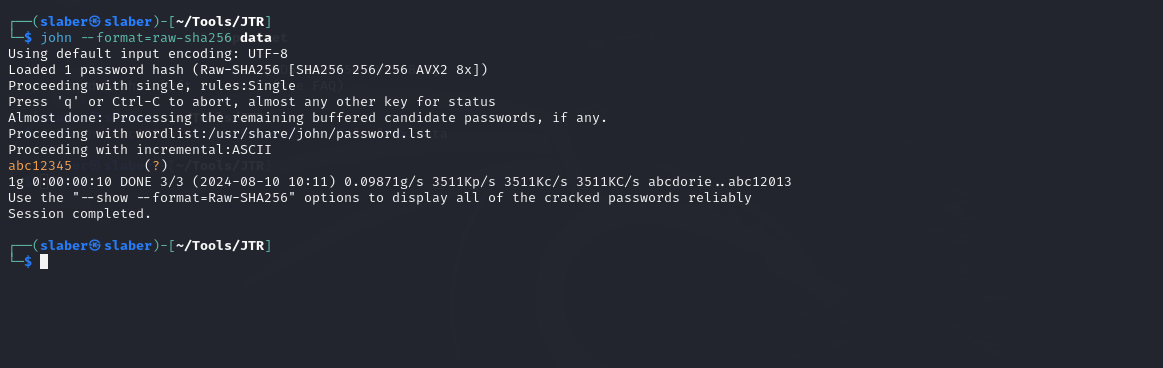 ┌──(slaber㉿slaber)-[~/Tools/JTR]
└─$ john --format=raw-sha256 data
Using default input encoding: UTF-8
Loaded 1 password hash (Raw-SHA256 [SHA256 256/256 AVX2 8x])
Proceeding with single, rules:Single
Press 'q' or Ctrl-C to abort, almost any other key for status
Almost done: Processing the remaining buffered candidate passwords, if any.
Proceeding with wordlist:/usr/share/john/password.lst
Proceeding with incremental:ASCII
abc12345         (?)
1g 0:00:00:10 DONE 3/3 (2024-08-10 10:11) 0.09871g/s 3511Kp/s 3511Kc/s 3511KC/s abcdorie..abc12013
Use the "--show --format=Raw-SHA256" options to display all of the cracked passwords reliably
Session completed.
┌──(slaber㉿slaber)-[~/Tools/JTR]
└─$